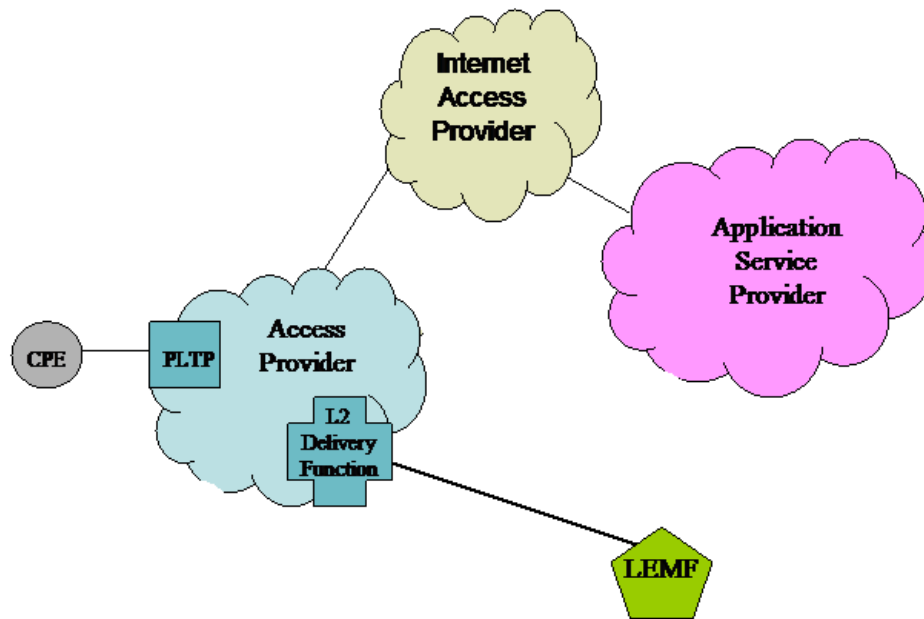 Internet
Access
Provider
Application
Service
Provider
Access
Provider
CPE
PLTP
L2
Delivery
Function
LEMF